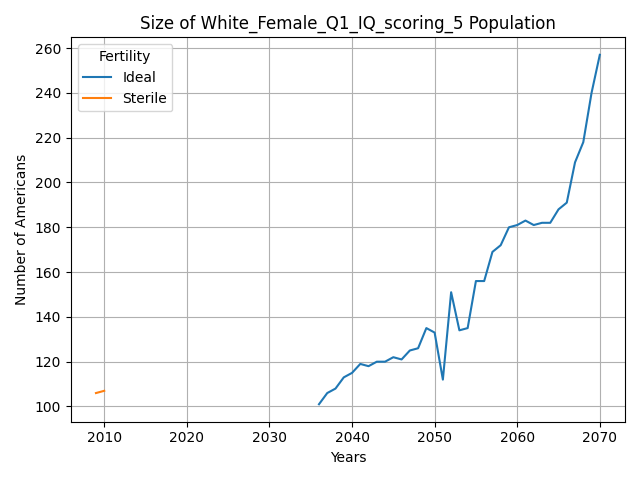 Size of White_Female_Q1_IQ_scoring_5 Population
Fertility
Ideal
Sterile
Number of Americans
260
240
220
200
180
160
140
120
100
2010 2020 2030 2040 2050 2060 2070
Years